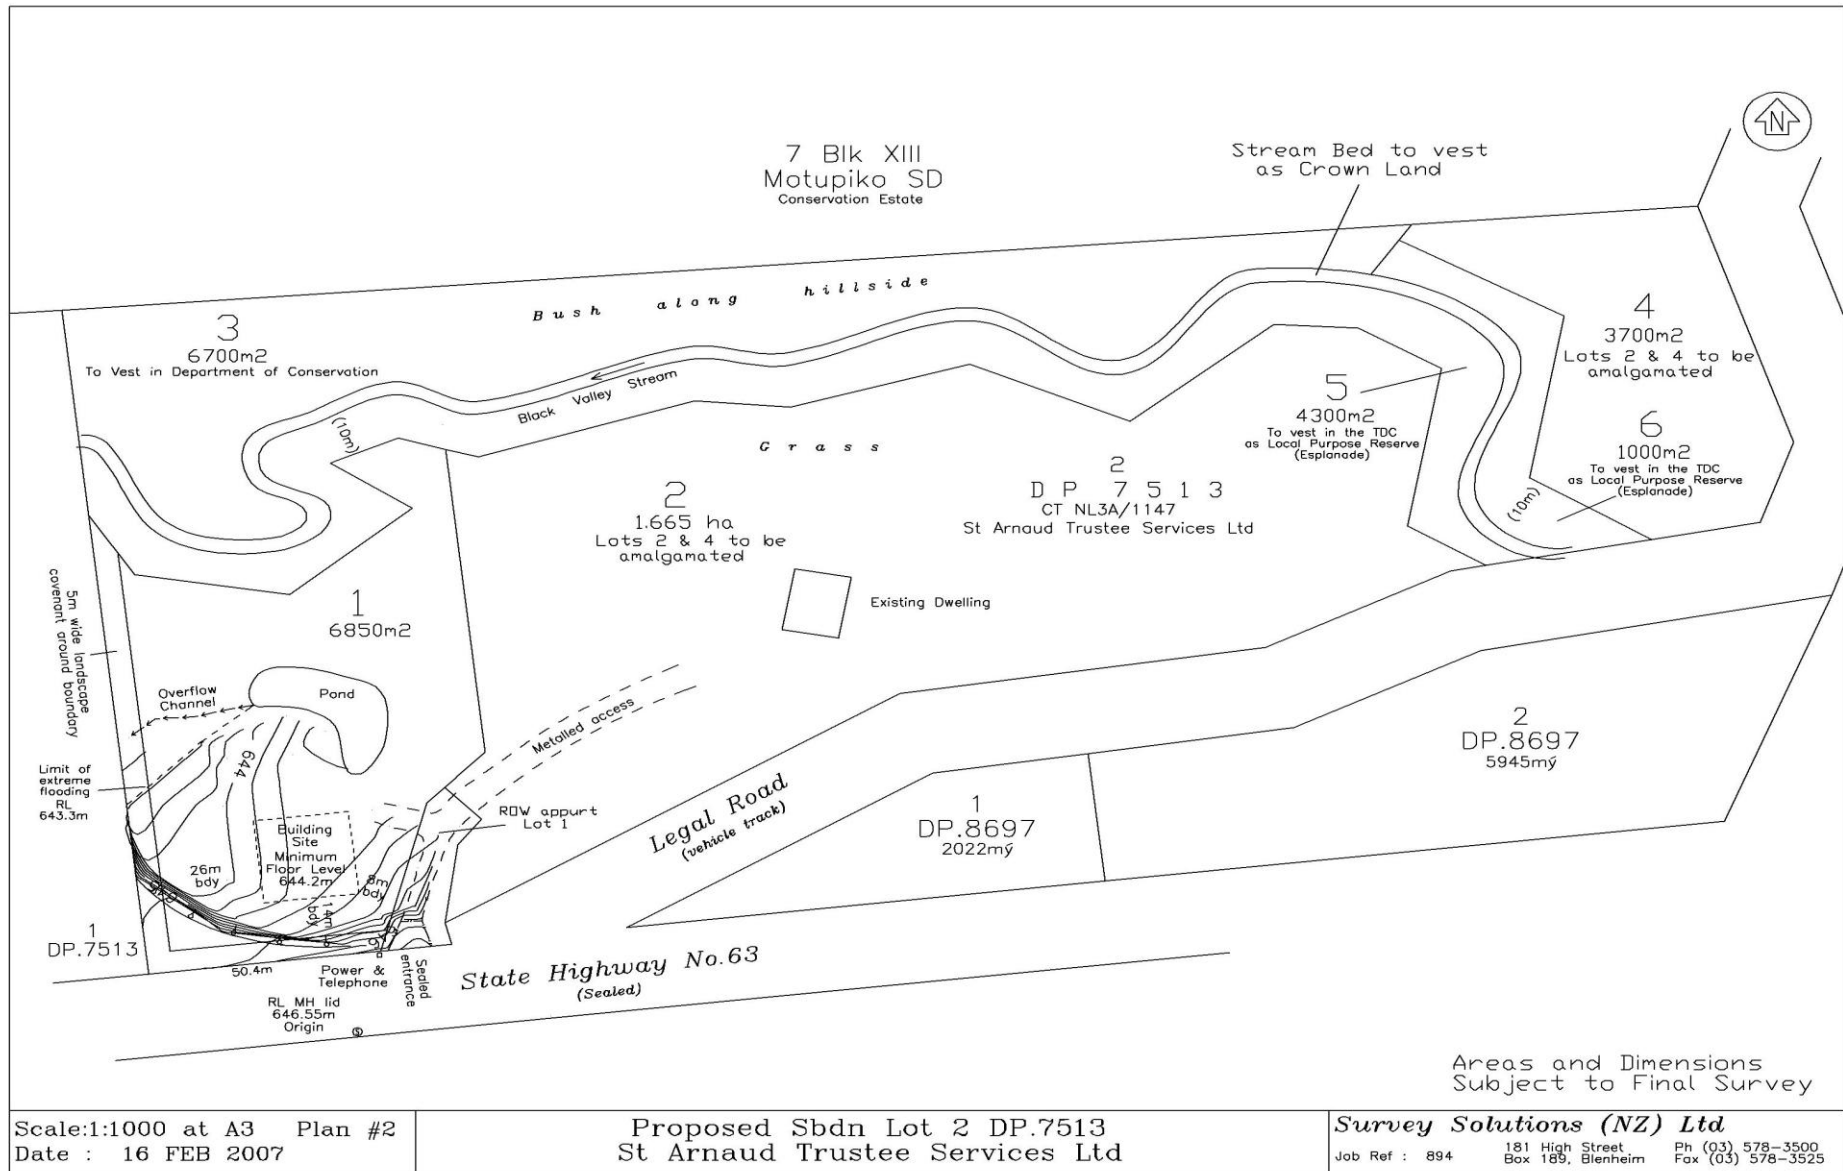 N
7 Blk XIII
Motupiko SD
Conservation Estate
Stream Bed to vest
as Crown Land
Bush along hillside
3
6700m2
To Vest in Department of Conservation
Black Valley Stream
(10m)
Grass
4
3700m2
Lots 2 & 4 to be
amalgamated
5
4300m2
To vest in the TDC
as Local Purpose Reserve
(Esplanade)
6
1000m2
To vest in the TDC
as Local Purpose Reserve
(Esplanade)
(10m)
2
1.665 ha
Lots 2 & 4 to be
amalgamated
2
DP 7513
CT NL3A/1147
St Arnaud Trustee Services Ltd
Existing Dwelling
5m wide landscape
covenant around boundary
1
6850m2
Overflow
Channel
Pond
Metalled access
Limit of
extreme
flooding
RL
643.3m
644
Building
Site
Minimum
Floor Level
644.2m
26m
bdy
8m
bdy
14m
bdy
ROW appurt
Lot 1
Legal Road
(vehicle track)
1
DP.8697
2022mý
2
DP.8697
5945mý
1
DP.7513
50.4m
Power &
Telephone
Sealed
entrance
State Highway No.63
(Sealed)
RL MH lid
646.55m
Origin
S
Areas and Dimensions
Subject to Final Survey
Scale:1:1000 at A3 Plan #2
Date : 16 FEB 2007
Proposed Sbdn Lot 2 DP.7513
St Arnaud Trustee Services Ltd
Survey Solutions (NZ) Ltd
Job Ref : 894
181 High Street
Box 189, Blenheim
Ph (03) 578-3500
Fax (03) 578-3525